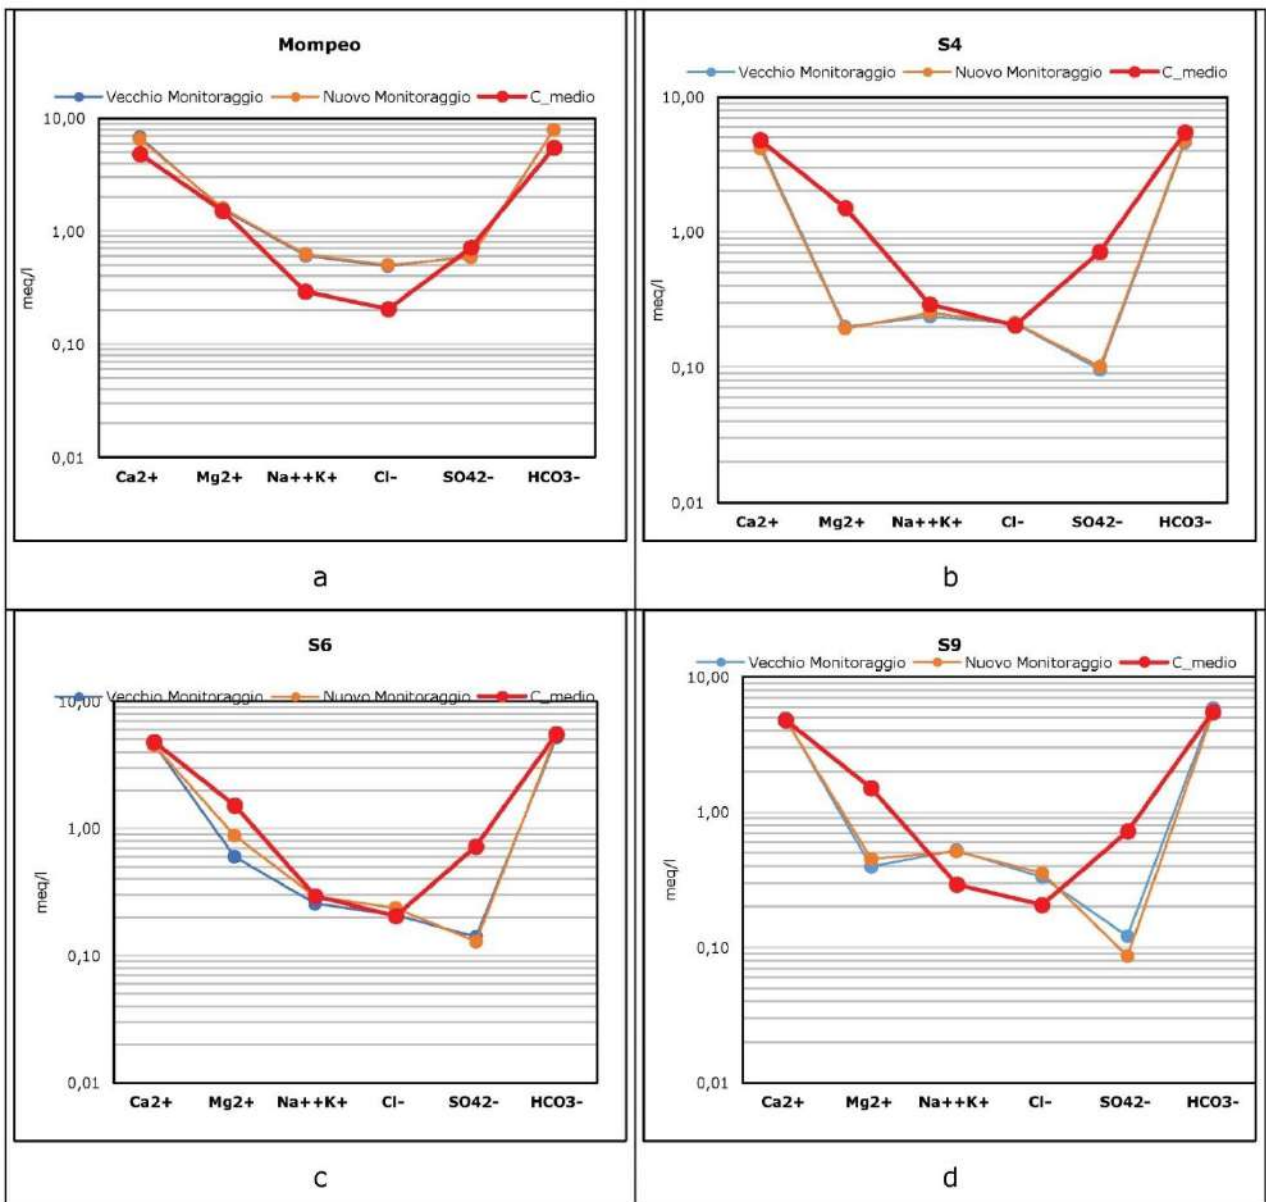 Mompeo
Vecchio Monitoraggio Nuovo Monitoraggio C_medio
10,00
1,00
0,10
0,01
meq/l
Ca2+ Mg2+ Na++K+ Cl- SO42- HCO3-
a
S4
Vecchio Monitoraggio Nuovo Monitoraggio C_medio
10,00
1,00
0,10
0,01
meq/l
Ca2+ Mg2+ Na++K+ Cl- SO42- HCO3-
b
S6
Vecchio Monitoraggio Nuovo Monitoraggio C_medio
10,00
1,00
0,10
0,01
meq/l
Ca2+ Mg2+ Na++K+ Cl- SO42- HCO3-
c
S9
Vecchio Monitoraggio Nuovo Monitoraggio C_medio
10,00
1,00
0,10
0,01
meq/l
Ca2+ Mg2+ Na++K+ Cl- SO42- HCO3-
d